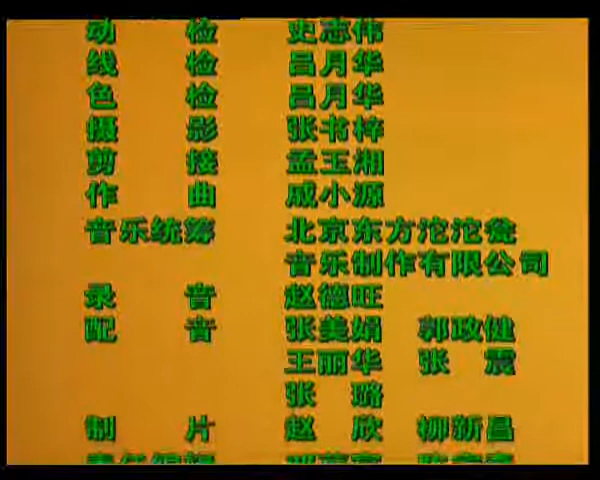 动 检 史志伟
线 检 吕月华
色 检 吕月华
摄 影 张书梓
剪 接 孟玉湘
作 曲 成小源
音乐统筹 北京东方沱沱瓮
音乐制作有限公司
录 音 赵德旺
配 音 张美娟 郭政健
王丽华 张 震
张 璐
制 片 赵 欣 柳新昌